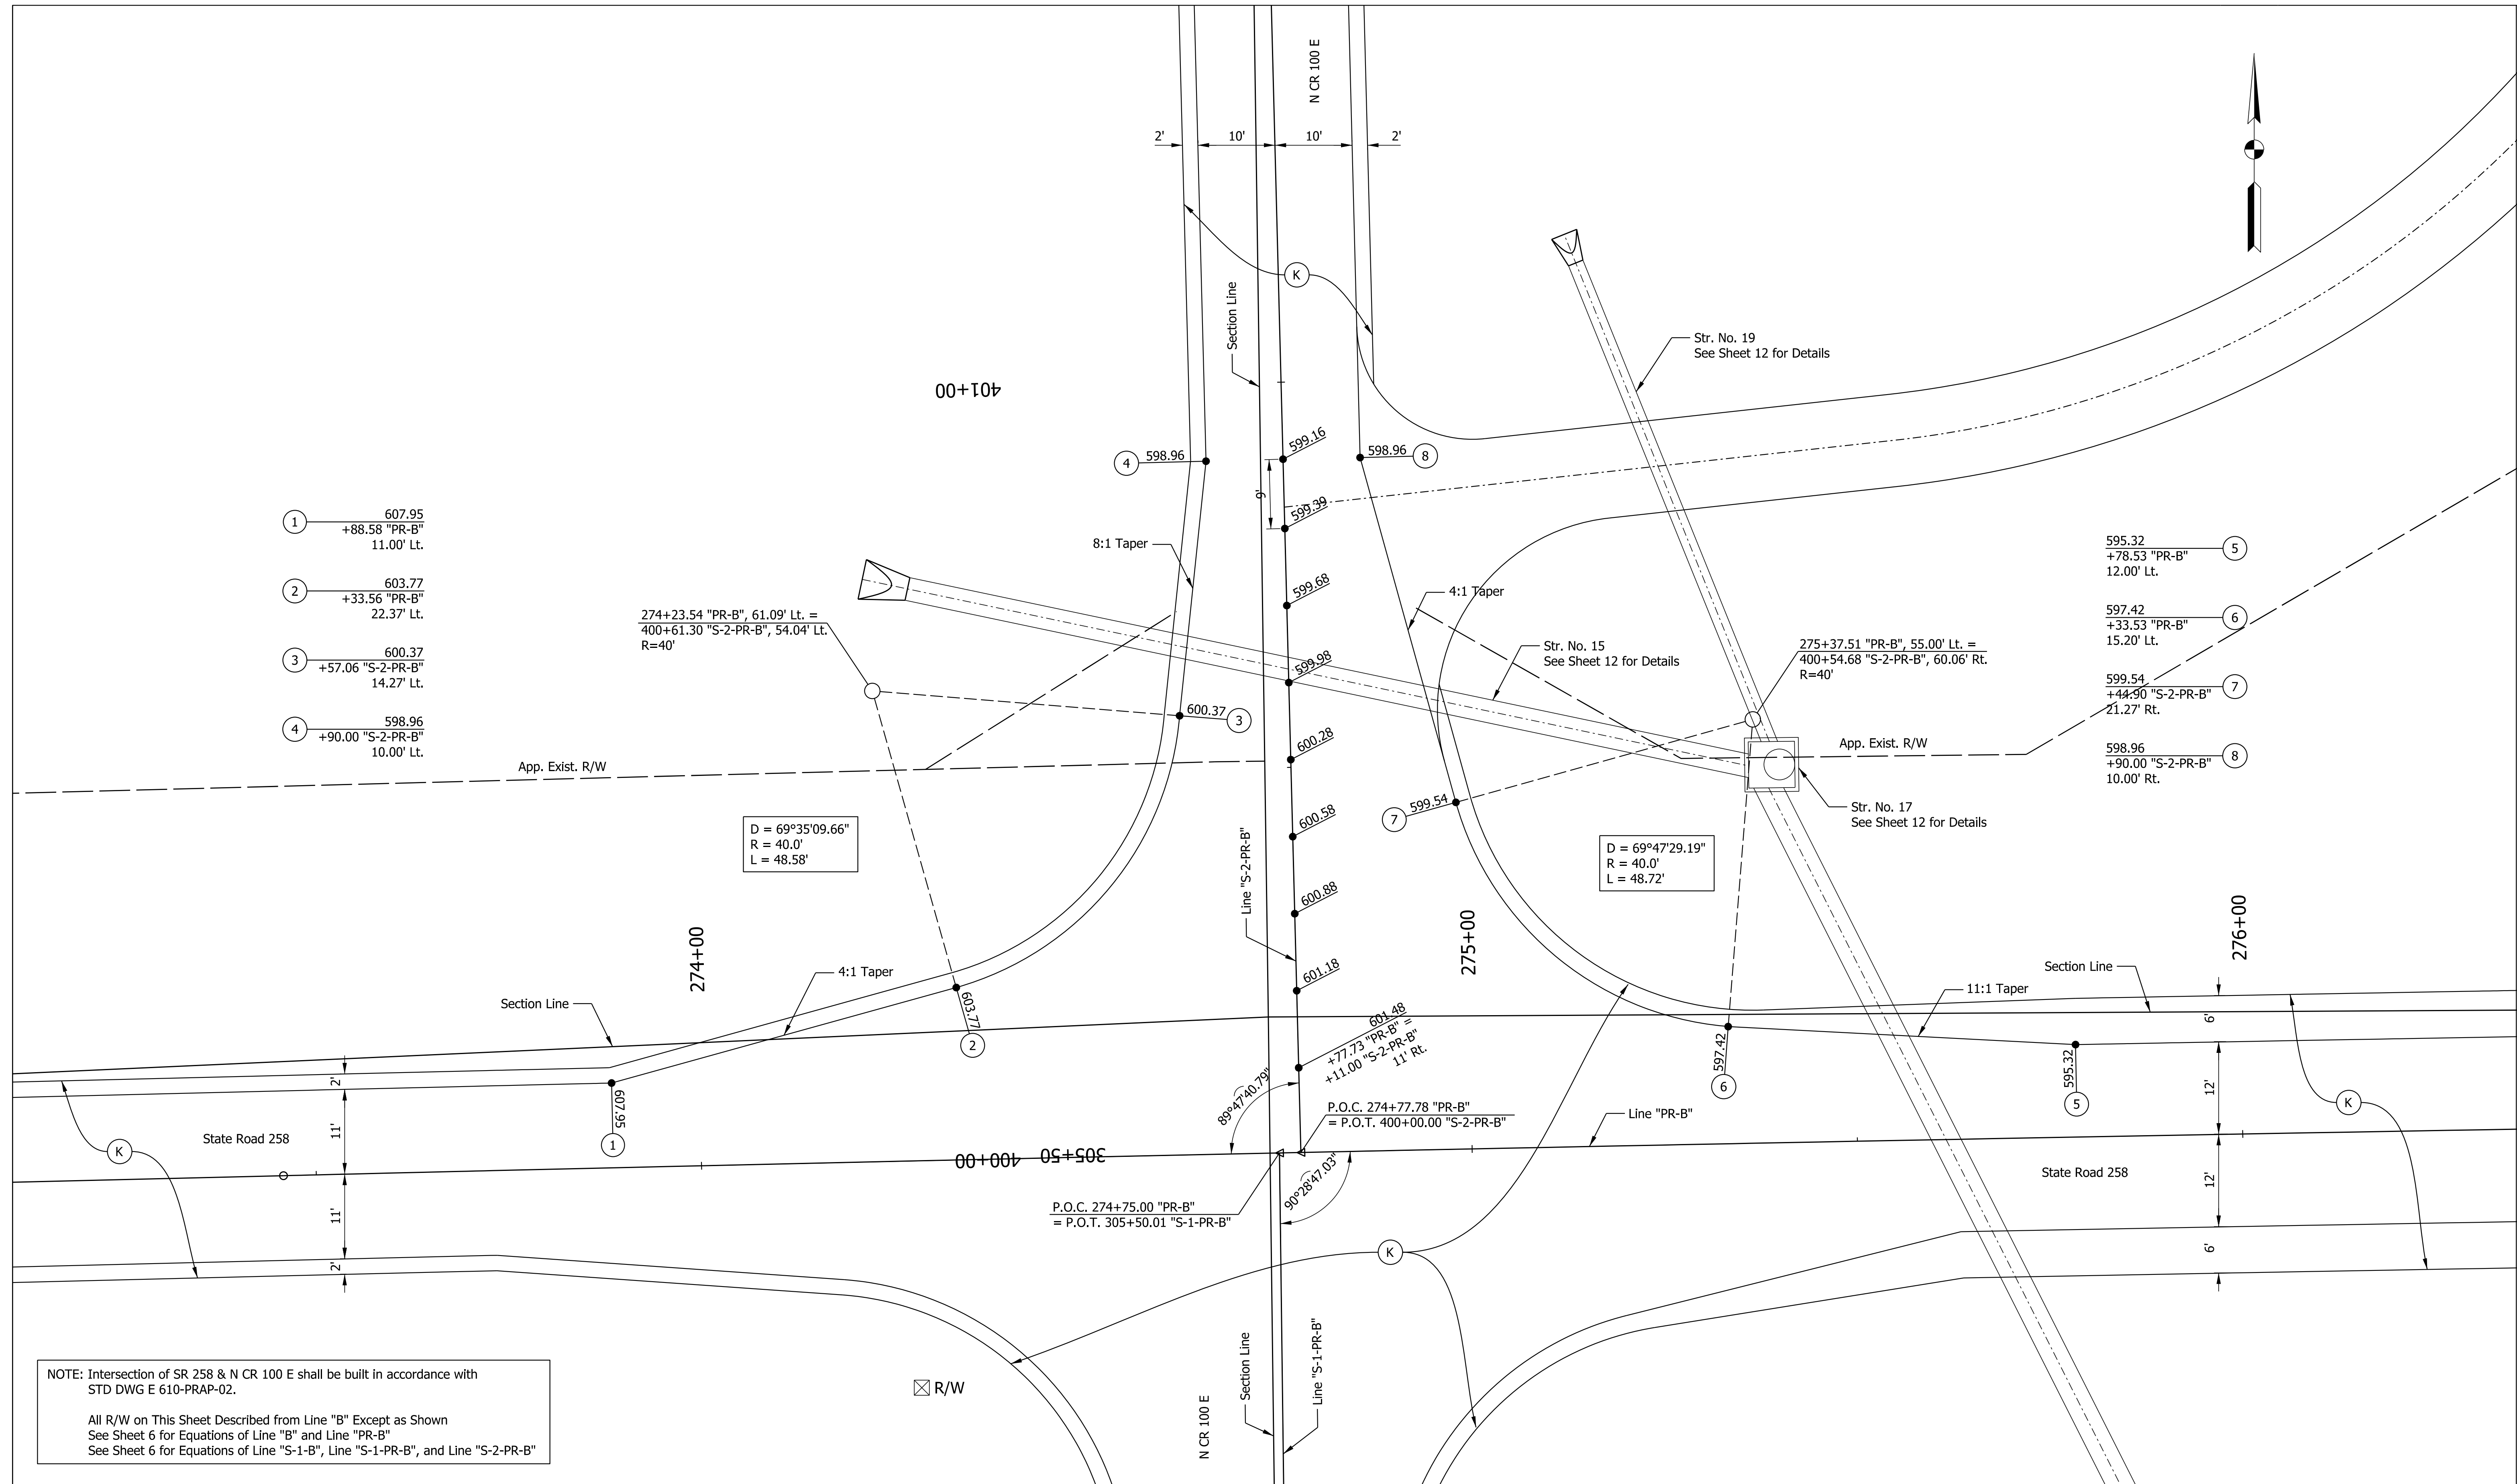 N CR 100 E
2'
10'
10'
2'
K
Section Line
Str. No. 19
See Sheet 12 for Details
401+00
599.16
4
598.96
598.96
8
9'
599.39
1
607.95
+88.58 "PR-B"
11.00' Lt.
2
603.77
+33.56 "PR-B"
22.37' Lt.
3
600.37
+57.06 "S-2-PR-B"
14.27' Lt.
4
598.96
+90.00 "S-2-PR-B"
10.00' Lt.
8:1 Taper
599.68
4:1 Taper
595.32
+78.53 "PR-B"
12.00' Lt.
5
597.42
+33.53 "PR-B"
15.20' Lt.
6
599.54
+44.90 "S-2-PR-B"
21.27' Rt.
7
598.96
+90.00 "S-2-PR-B"
10.00' Rt.
8
274+23.54 "PR-B", 61.09' Lt. =
400+61.30 "S-2-PR-B", 54.04' Lt.
R=40'
599.98
Str. No. 15
See Sheet 12 for Details
275+37.51 "PR-B", 55.00' Lt. =
400+54.68 "S-2-PR-B", 60.06' Rt.
R=40'
600.37
3
600.28
App. Exist. R/W
App. Exist. R/W
7
599.54
Str. No. 17
See Sheet 12 for Details
D = 69°35'09.66"
R = 40.0'
L = 48.58'
600.58
Line "S-2-PR-B"
D = 69°47'29.19"
R = 40.0'
L = 48.72'
600.88
274+00
275+00
276+00
4:1 Taper
601.18
Section Line
Section Line
11:1 Taper
603.77
2
601.48
+77.73 "PR-B" =
+11.00 "S-2-PR-B"
11' Rt.
597.42
6
595.32
5
6'
12'
K
2'
11'
607.95
1
89°47'40.79"
P.O.C. 274+77.78 "PR-B"
= P.O.T. 400+00.00 "S-2-PR-B"
Line "PR-B"
State Road 258
K
400+00
305+50
90°28'47.03"
State Road 258
12'
6'
11'
2'
P.O.C. 274+75.00 "PR-B"
= P.O.T. 305+50.01 "S-1-PR-B"
K
N CR 100 E
Section Line
Line "S-1-PR-B"
R/W
NOTE: Intersection of SR 258 & N CR 100 E shall be built in accordance with
STD DWG E 610-PRAP-02.
All R/W on This Sheet Described from Line "B" Except as Shown
See Sheet 6 for Equations of Line "B" and Line "PR-B"
See Sheet 6 for Equations of Line "S-1-B", Line "S-1-PR-B", and Line "S-2-PR-B"